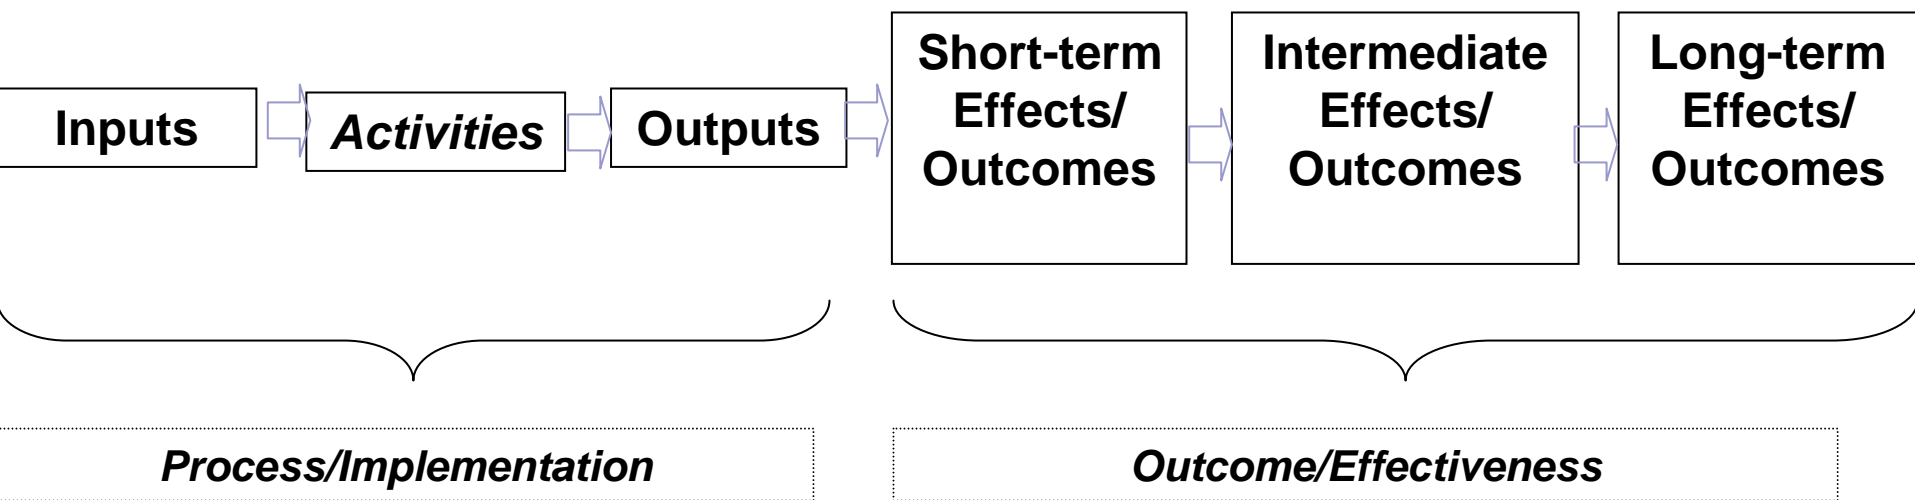 Inputs
Activities
Outputs
Short-term
Effects/
Outcomes
Intermediate
Effects/
Outcomes
Long-term
Effects/
Outcomes
Process/Implementation
Outcome/Effectiveness